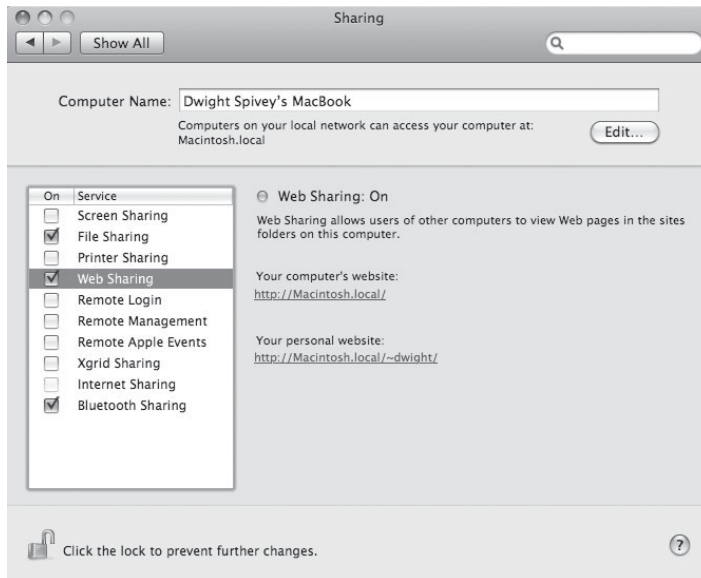 Sharing
Show All
Computer Name: Dwight Spivey's MacBook
Computers on your local network can access your computer at:
Macintosh.local
Edit...
On Service
Screen Sharing
File Sharing
Printer Sharing
Web Sharing
Remote Login
Remote Management
Remote Apple Events
Xgrid Sharing
Internet Sharing
Bluetooth Sharing
Web Sharing: On
Web Sharing allows users of other computers to view Web pages in the sites
folders on this computer.
Your computer's website:
http://Macintosh.local/
Your personal website:
http://Macintosh.local/~dwight/
Click the lock to prevent further changes.
?